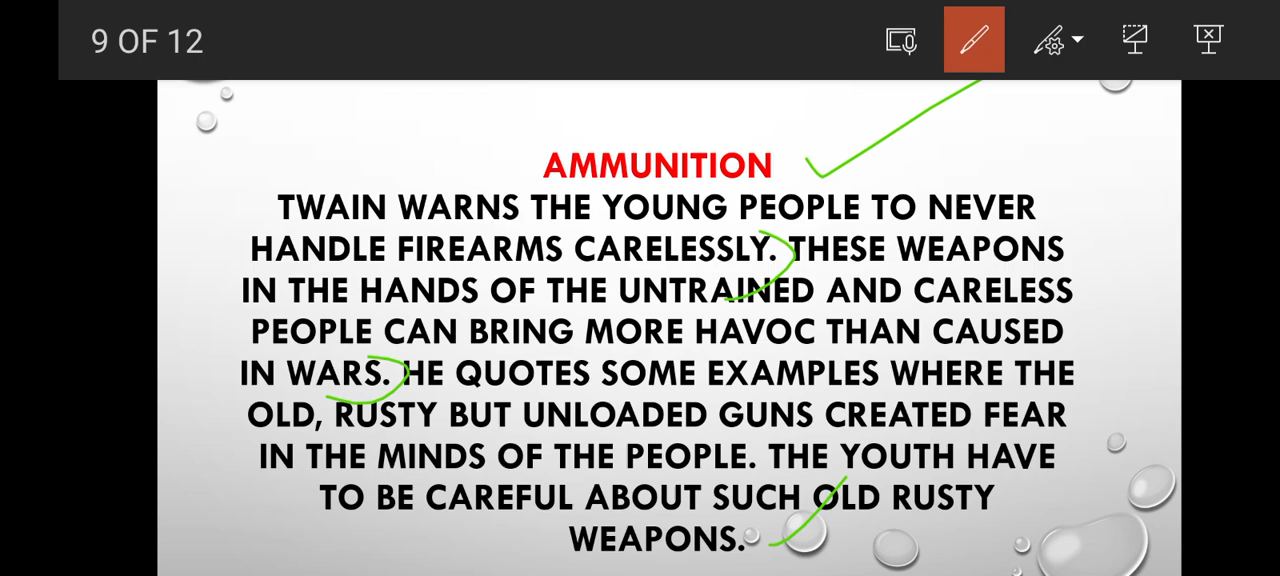 9 OF 12
AMMUNITION
TWAIN WARNS THE YOUNG PEOPLE TO NEVER
HANDLE FIREARMS CARELESSLY. THESE WEAPONS
IN THE HANDS OF THE UNTRAINED AND CARELESS
PEOPLE CAN BRING MORE HAVOC THAN CAUSED
IN WARS. HE QUOTES SOME EXAMPLES WHERE THE
OLD, RUSTY BUT UNLOADED GUNS CREATED FEAR
IN THE MINDS OF THE PEOPLE. THE YOUTH HAVE
TO BE CAREFUL ABOUT SUCH OLD RUSTY
WEAPONS.